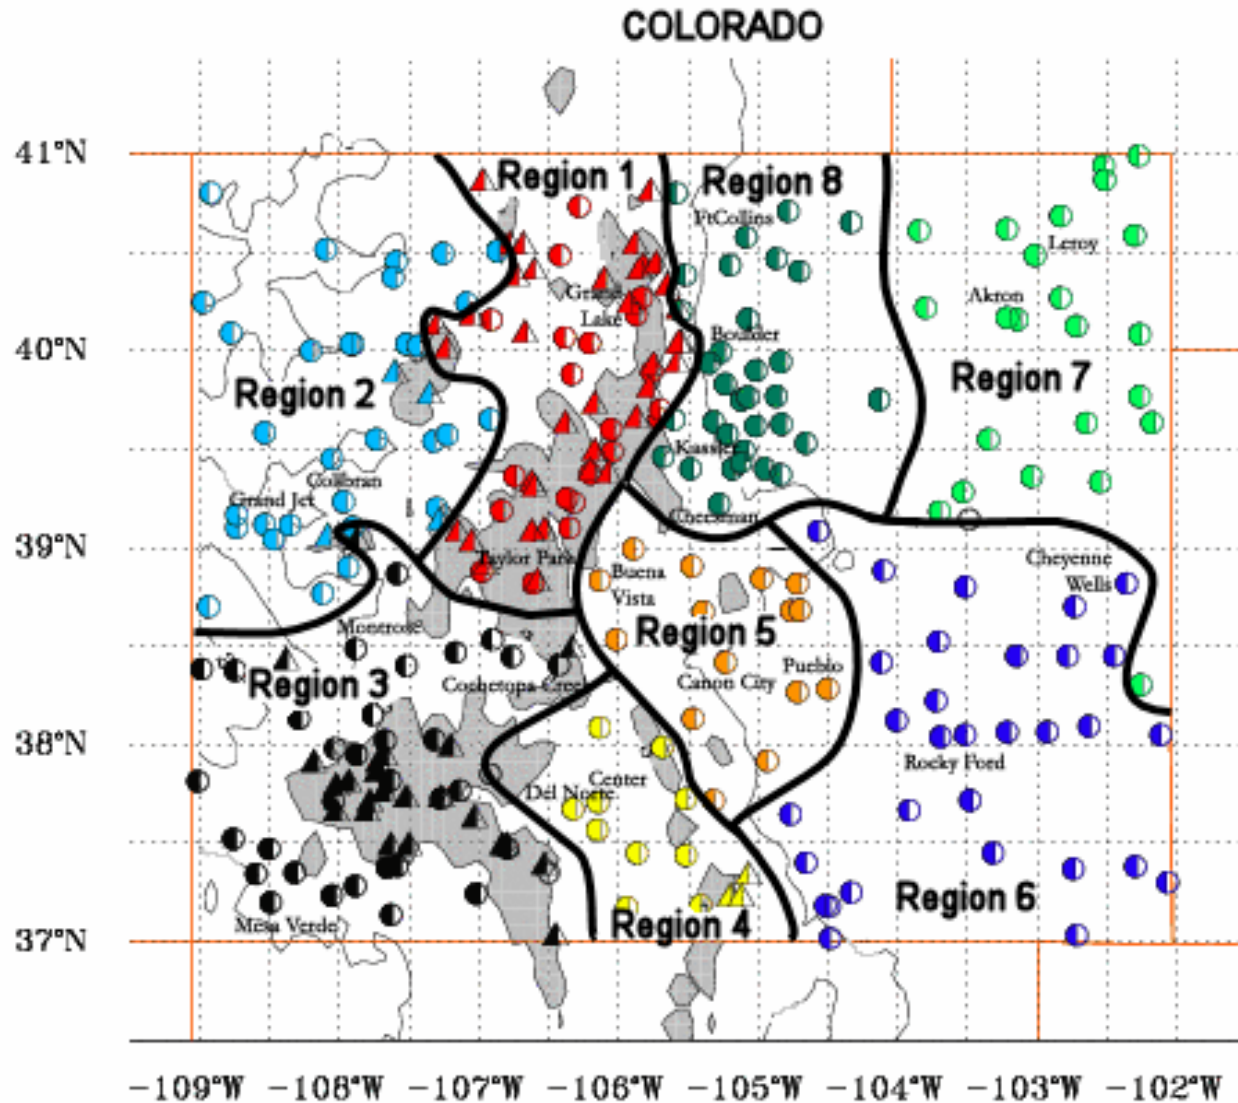 COLORADO
41°N
Region 1
Region 8
FtCollins
Leroy
Grand
Lake
Akron
Boulder
40°N
Region 2
Region 7
Kassler
Collbran
Grand Jct
Cheesman
39°N
Taylor Park
Buena
Vista
Cheyenne
Wells
Montrose
Region 5
Region 3
Cochetopa Creek
Canon City
Pueblo
38°N
Rocky Ford
Del Norte
Center
Region 6
Mesa Verde
Region 4
37°N
-109°W -108°W -107°W -106°W -105°W -104°W -103°W -102°W